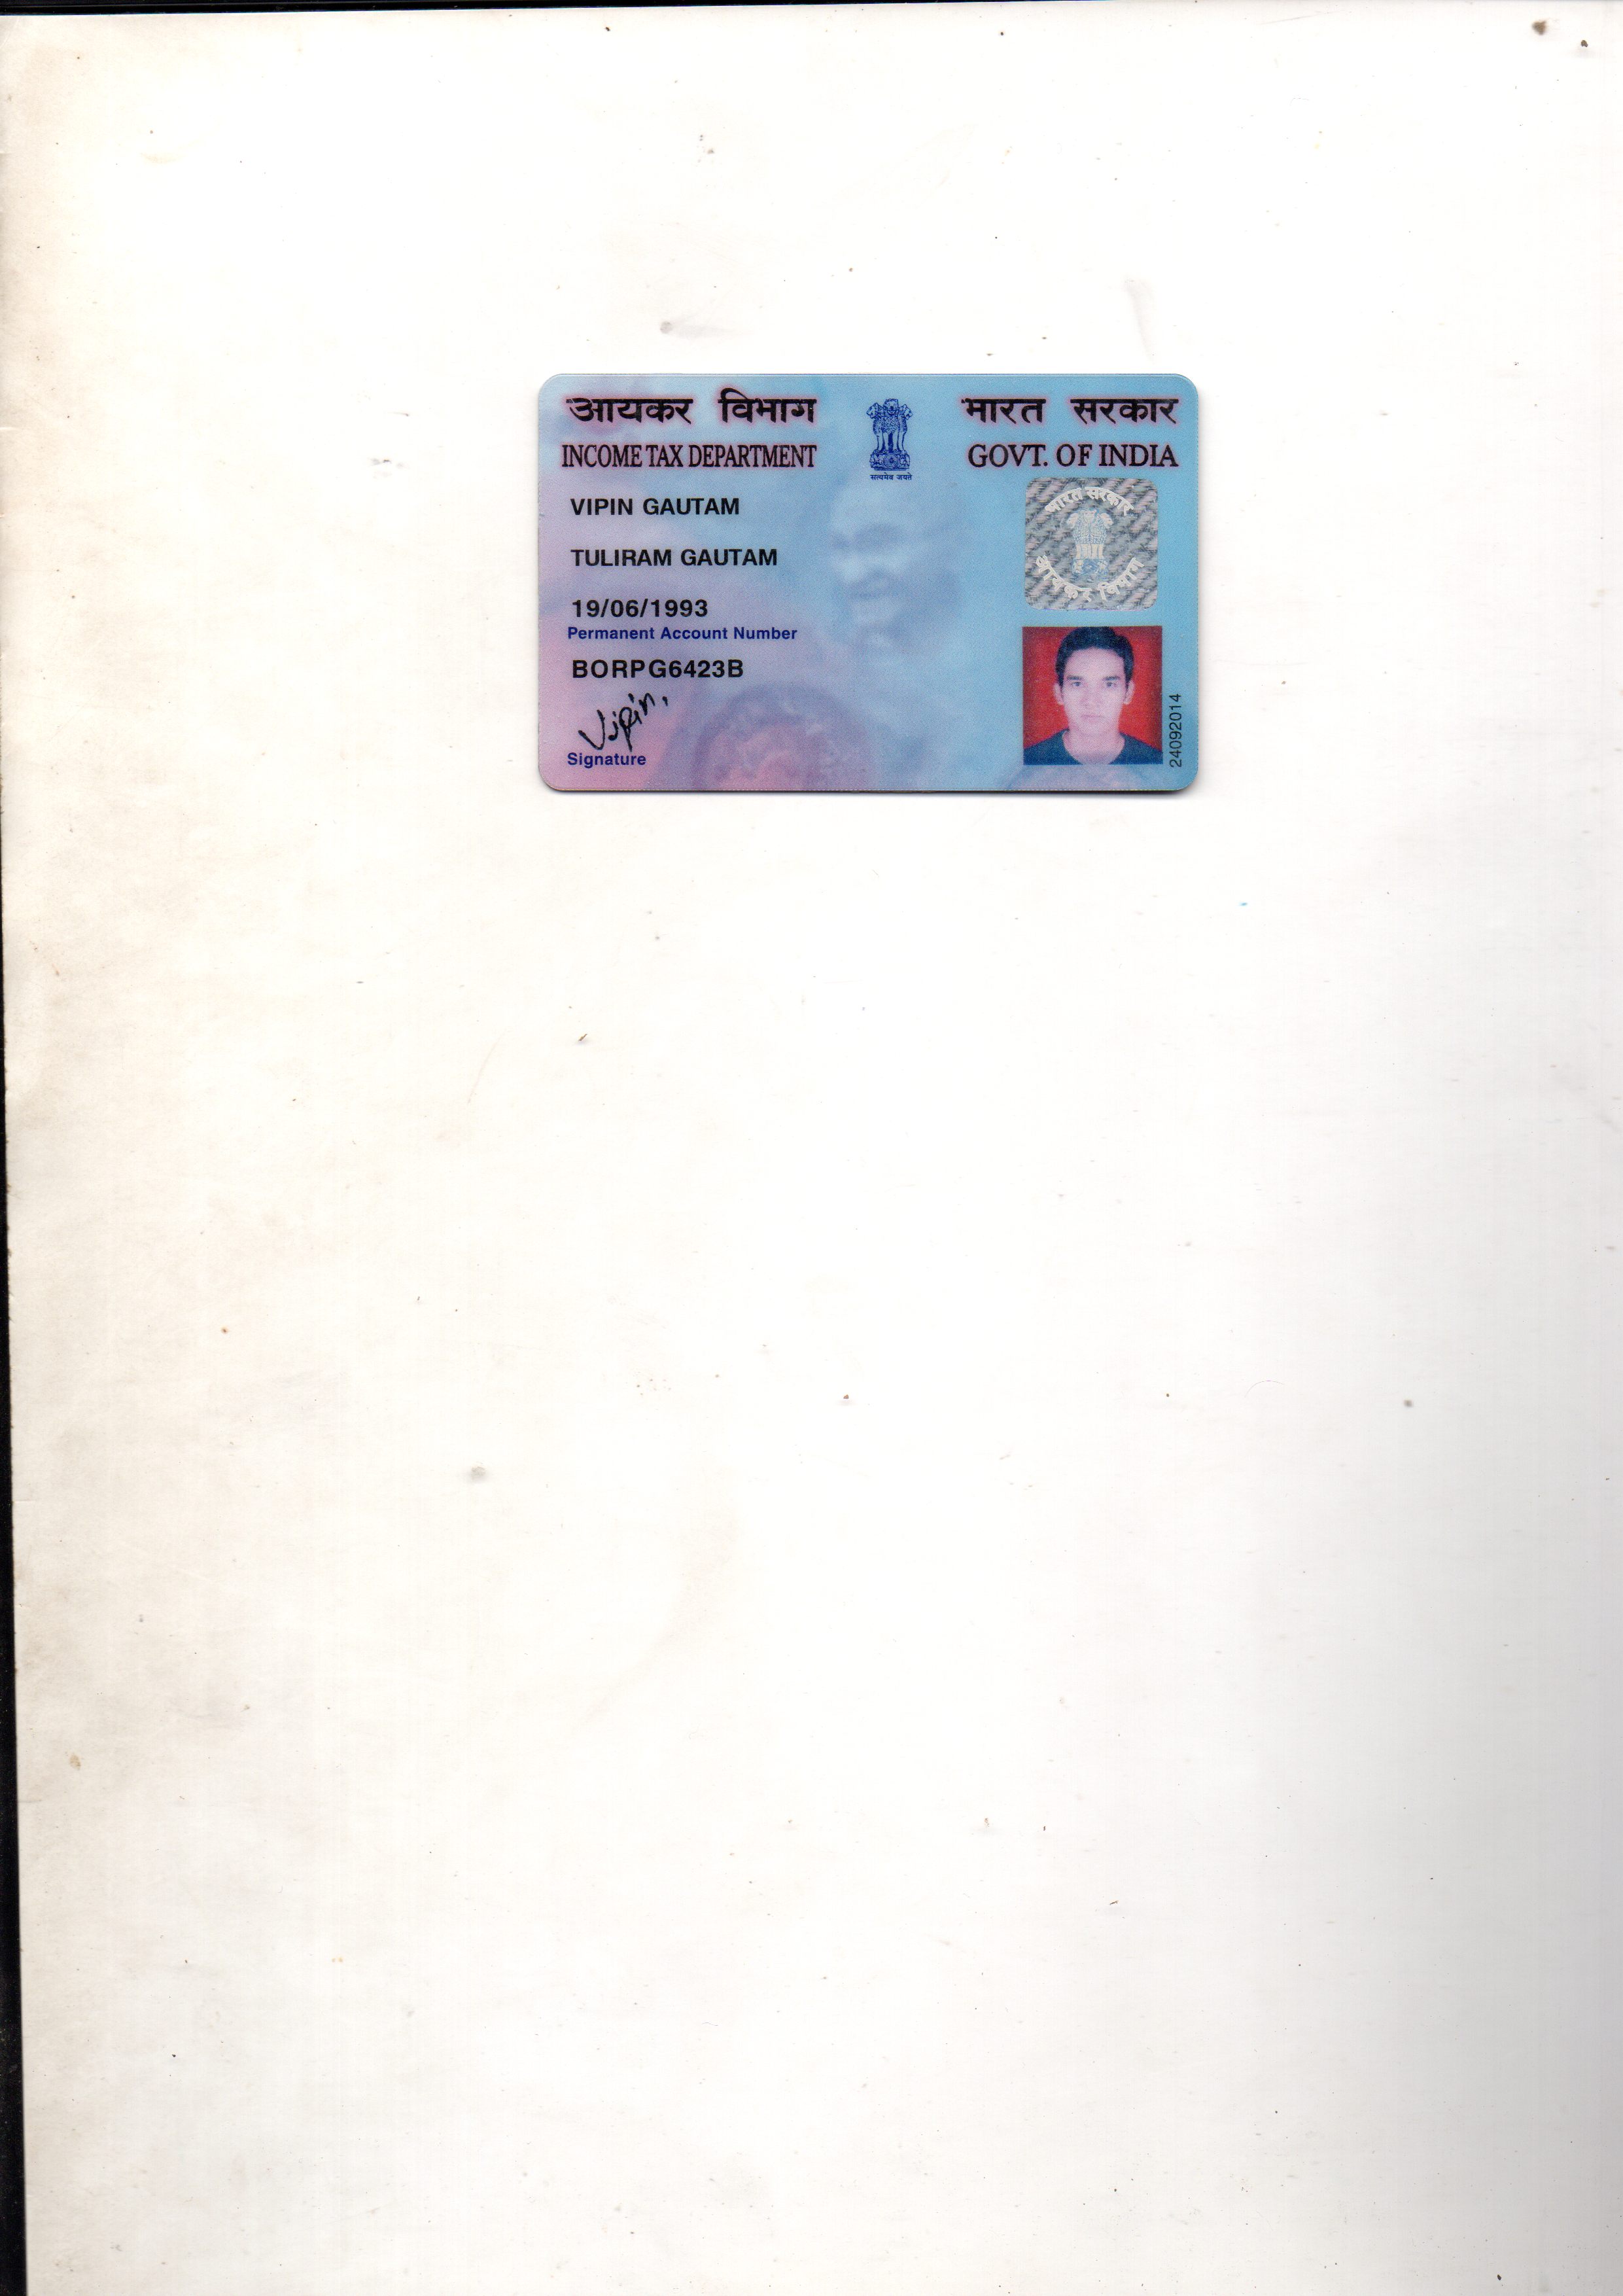 आयकर विभाग
INCOME TAX DEPARTMENT
सत्यमेव जयते
भारत सरकार
GOVT. OF INDIA
VIPIN GAUTAM
TULIRAM GAUTAM
19/06/1993
Permanent Account Number
BORPG6423B
Vipin,
Signature
भारत सरकार
आयकर विभाग
24092014